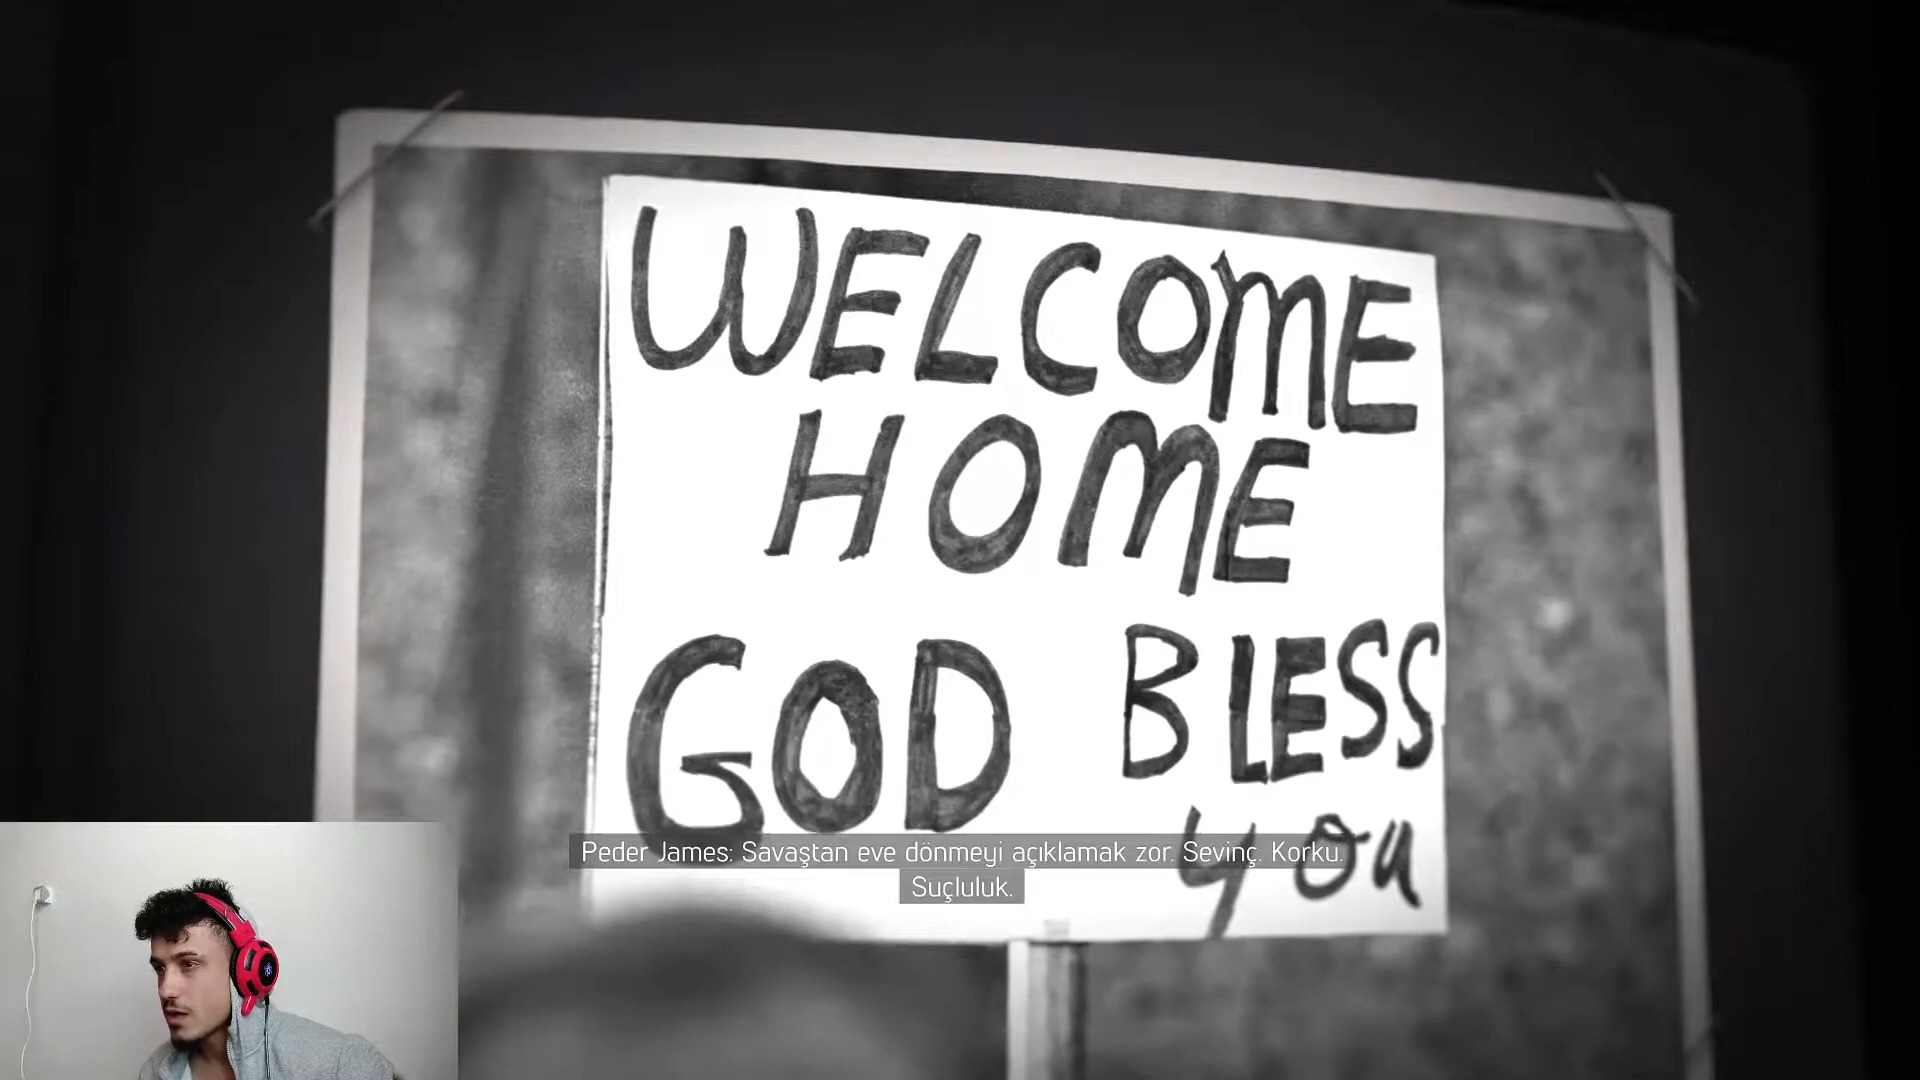 WELCOME
HOME
GOD BLESS
you
Peder James: Savaştan eve dönmeyi açıklamak zor. Sevinç. Korku.
Suçluluk.